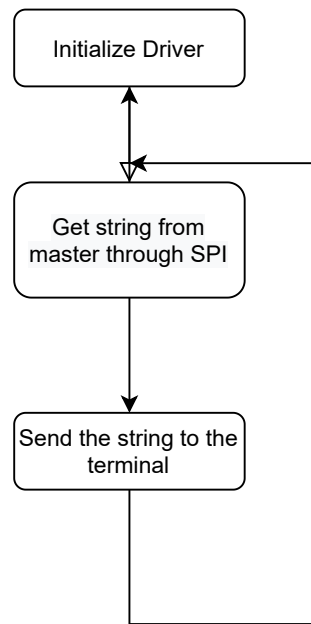 Initialize Driver
Get string from
master through SPI
Send the string to the
terminal